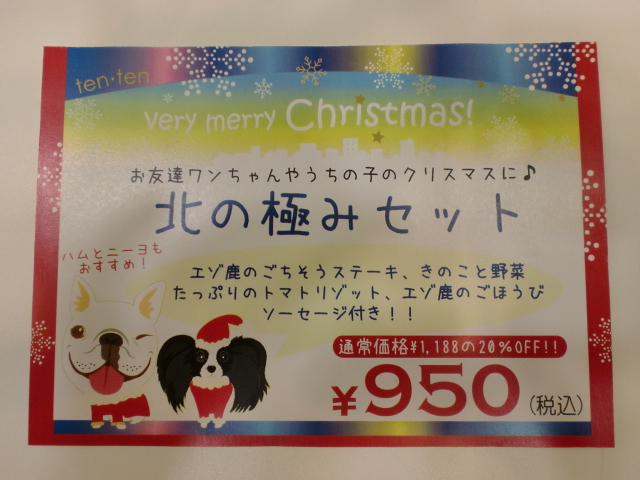 ten・ten
very merry Christmas!
お友達ワンちゃんやうちの子のクリスマスに♪
北の極みセット
ハムとニーヨも
おすすめ！
エゾ鹿のごちそうステーキ、きのこと野菜
たっぷりのトマトリゾット、エゾ鹿のごほうび
ソーセージ付き！！
通常価格¥1,188の20%OFF!!
¥950(税込)